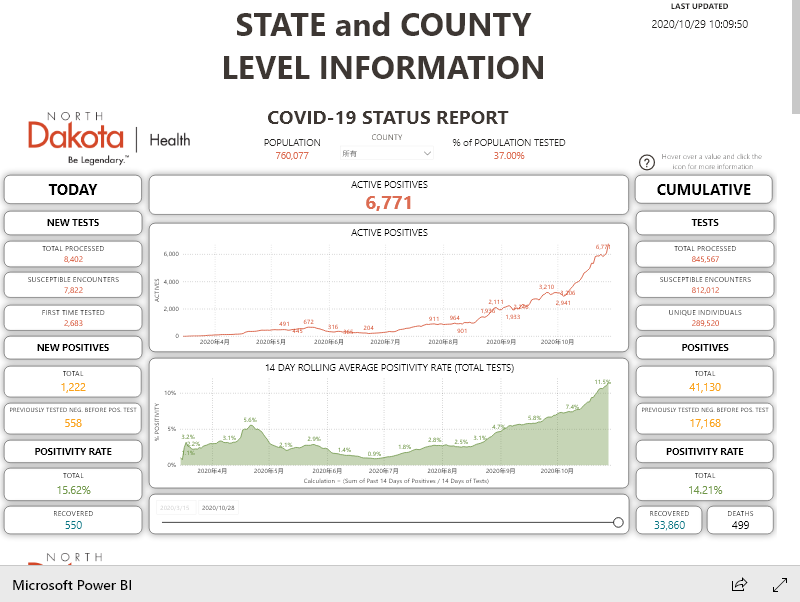 STATE and COUNTY
LEVEL INFORMATION
LAST UPDATED
2020/10/29 10:09:50
NORTH
Dakota | Health
Be Legendary.™
COVID-19 STATUS REPORT
POPULATION
760,077
COUNTY
所有
% of POPULATION TESTED
37.00%
?
Hover over a value and click the
icon for more information
TODAY
NEW TESTS
TOTAL PROCESSED
8,402
SUSCEPTIBLE ENCOUNTERS
7,822
FIRST TIME TESTED
2,683
NEW POSITIVES
TOTAL
1,222
PREVIOUSLY TESTED NEG. BEFORE POS. TEST
558
POSITIVITY RATE
TOTAL
15.62%
RECOVERED
550
ACTIVE POSITIVES
6,771
ACTIVE POSITIVES
ACTIVES
6,000
4,000
2,000
0
491
445
672
316
204
911
964
901
2,111
1,933
3,210
2,941
2020年4月
2020年5月
2020年6月
2020年7月
2020年8月
2020年9月
2020年10月
14 DAY ROLLING AVERAGE POSITIVITY RATE (TOTAL TESTS)
% POSITIVITY
10%
5%
0%
3.2%
2.2%
1.1%
3.1%
5.6%
2.1%
2.9%
1.4%
0.9%
1.8%
2.8%
2.5%
3.1%
4.7%
5.8%
7.4%
11.5%
2020年4月
2020年5月
2020年6月
2020年7月
2020年8月
2020年9月
2020年10月
Calculation = (Sum of Past 14 Days of Positives / 14 Days of Tests)
2020/10/28
CUMULATIVE
TESTS
TOTAL PROCESSED
845,567
SUSCEPTIBLE ENCOUNTERS
812,012
UNIQUE INDIVIDUALS
289,520
POSITIVES
TOTAL
41,130
PREVIOUSLY TESTED NEG. BEFORE POS. TEST
17,168
POSITIVITY RATE
TOTAL
14.21%
RECOVERED
33,860
DEATHS
499
NORTH
Microsoft Power BI